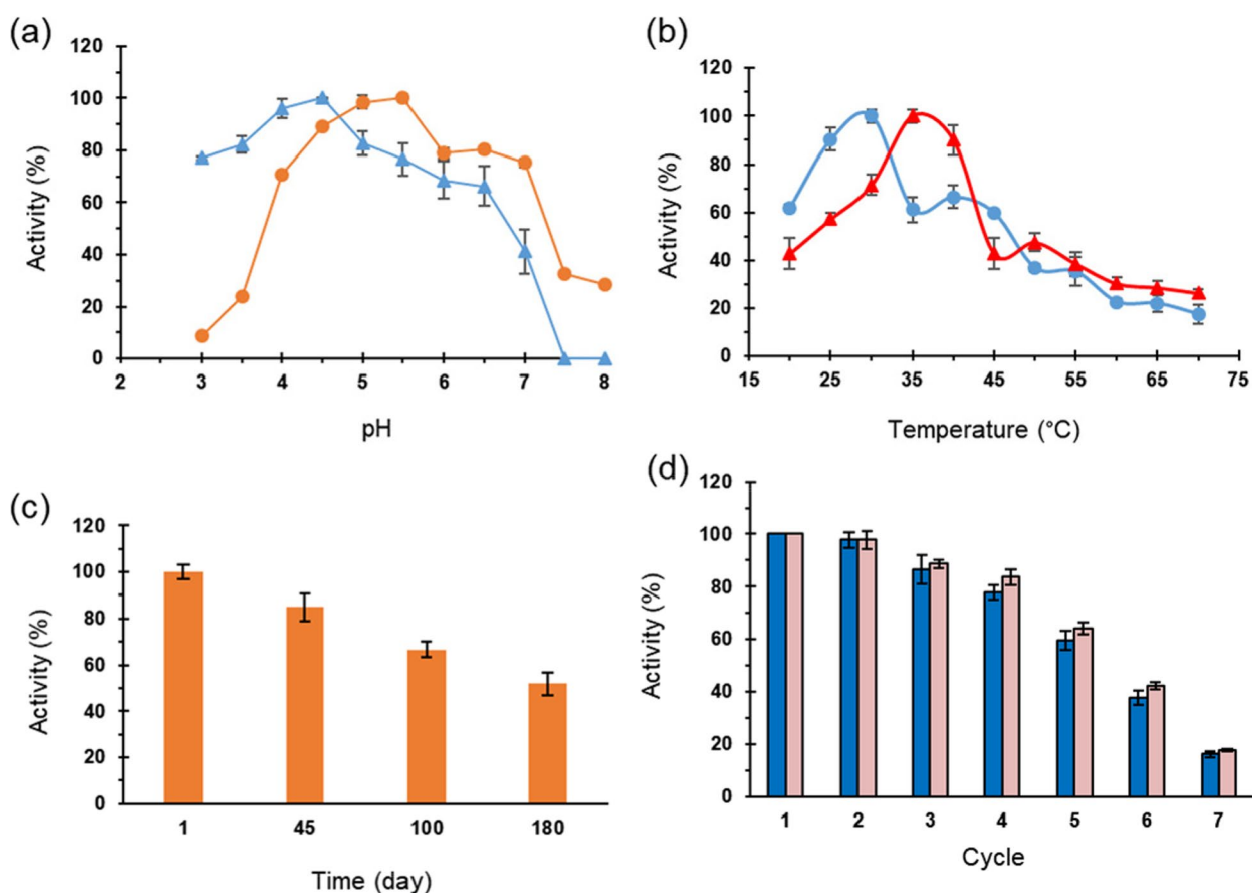 (a)
120
100
80
60
40
20
0
Activity (%)
2 3 4 5 6 7 8
pH
(b)
120
100
80
60
40
20
0
Activity (%)
15 25 35 45 55 65 75
Temperature (°C)
(c)
120
100
80
60
40
20
0
Activity (%)
1 45 100 180
Time (day)
(d)
120
100
80
60
40
20
0
Activity (%)
1 2 3 4 5 6 7
Cycle